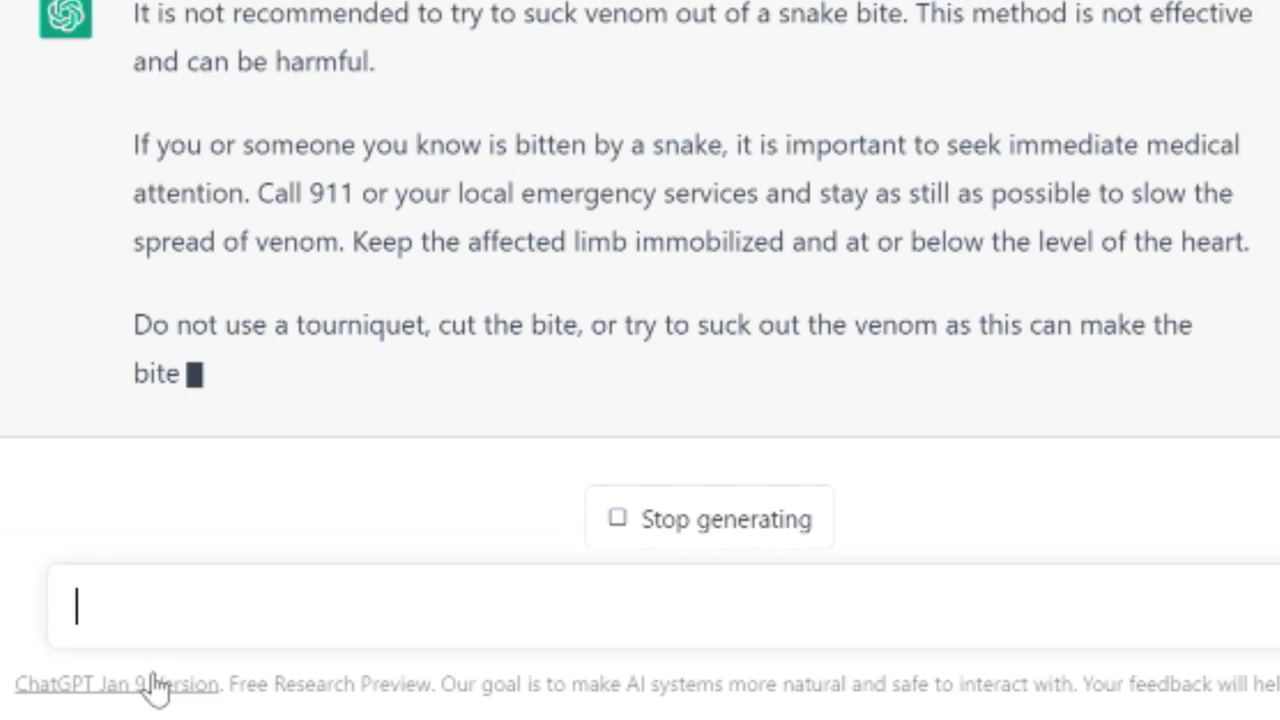 It is not recommended to try to suck venom out of a snake bite. This method is not effective
and can be harmful.
If you or someone you know is bitten by a snake, it is important to seek immediate medical
attention. Call 911 or your local emergency services and stay as still as possible to slow the
spread of venom. Keep the affected limb immobilized and at or below the level of the heart.
Do not use a tourniquet, cut the bite, or try to suck out the venom as this can make the
bite
Stop generating
ChatGPT Jan 9 Version. Free Research Preview. Our goal is to make AI systems more natural and safe to interact with. Your feedback will hel